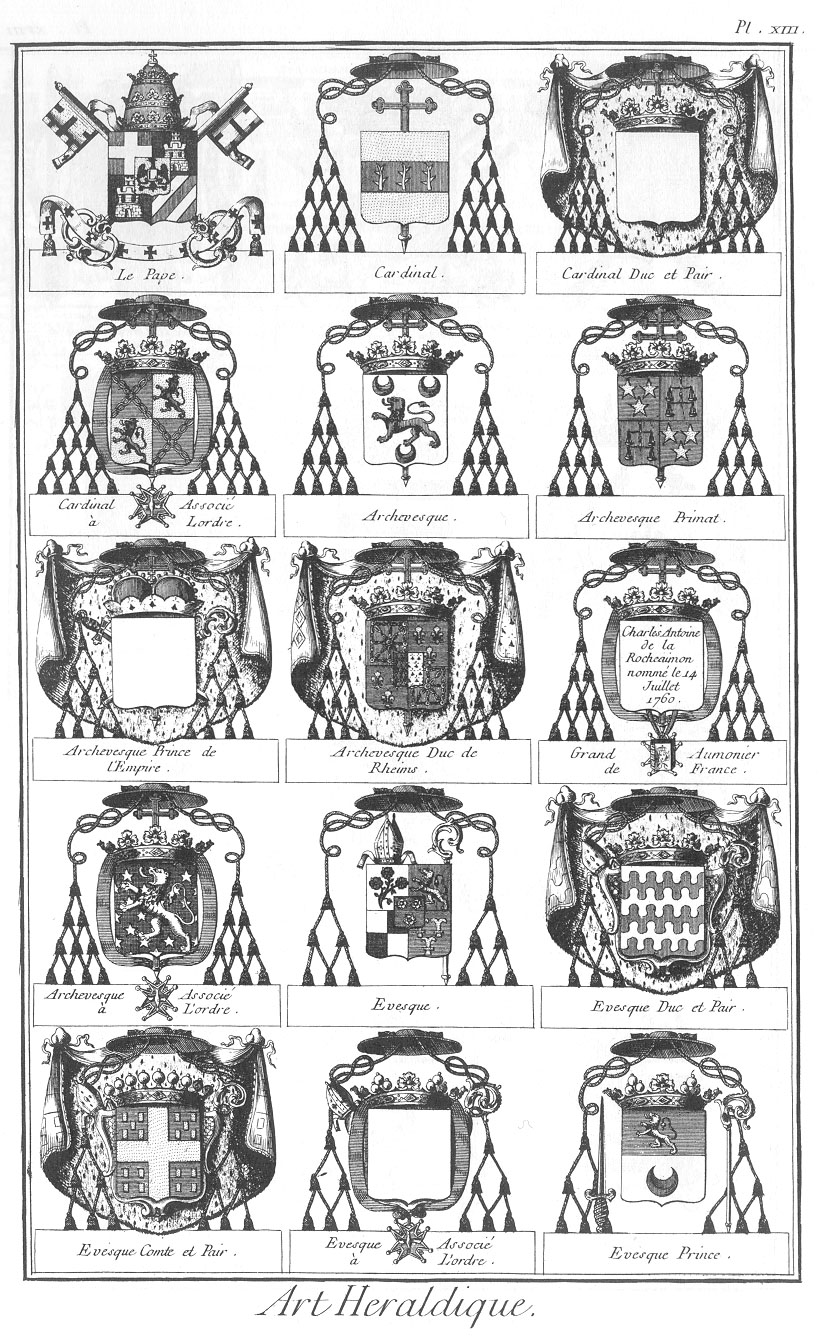 Pl. XIII.
Le Pape.
Cardinal.
Cardinal Duc et Pair.
Cardinal Associé
à Lordre.
Archevesque.
Archevesque Primat.
Archevesque Prince de
l'Empire.
Archevesque Duc de
Rheims.
Charles Antoine
de la
Rocheaimon
nommé le 14
Juillet
1760.
Grand Aumonier
de France.
Archevesque Associé
à L'ordre.
Evesque.
Evesque Duc et Pair.
Evesque Comte et Pair.
Evesque Associé
à L'ordre.
Evesque Prince.
Art Heraldique.